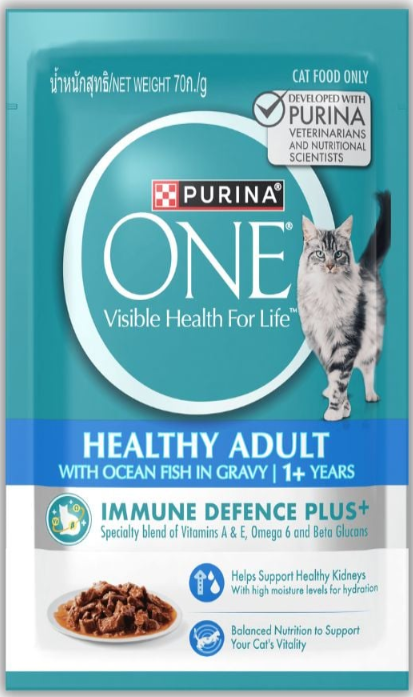 น้ำหนักสุทธิ/NET WEIGHT 70ก./g
CAT FOOD ONLY
DEVELOPED WITH
PURINA
VETERINARIANS
AND NUTRITIONAL
SCIENTISTS
PURINA®
ONE®
Visible Health For Life™
HEALTHY ADULT
WITH OCEAN FISH IN GRAVY | 1+ YEARS
IMMUNE DEFENCE PLUS+
Specialty blend of Vitamins A & E, Omega 6 and Beta Glucans
Helps Support Healthy Kidneys
With high moisture levels for hydration
Balanced Nutrition to Support
Your Cat's Vitality